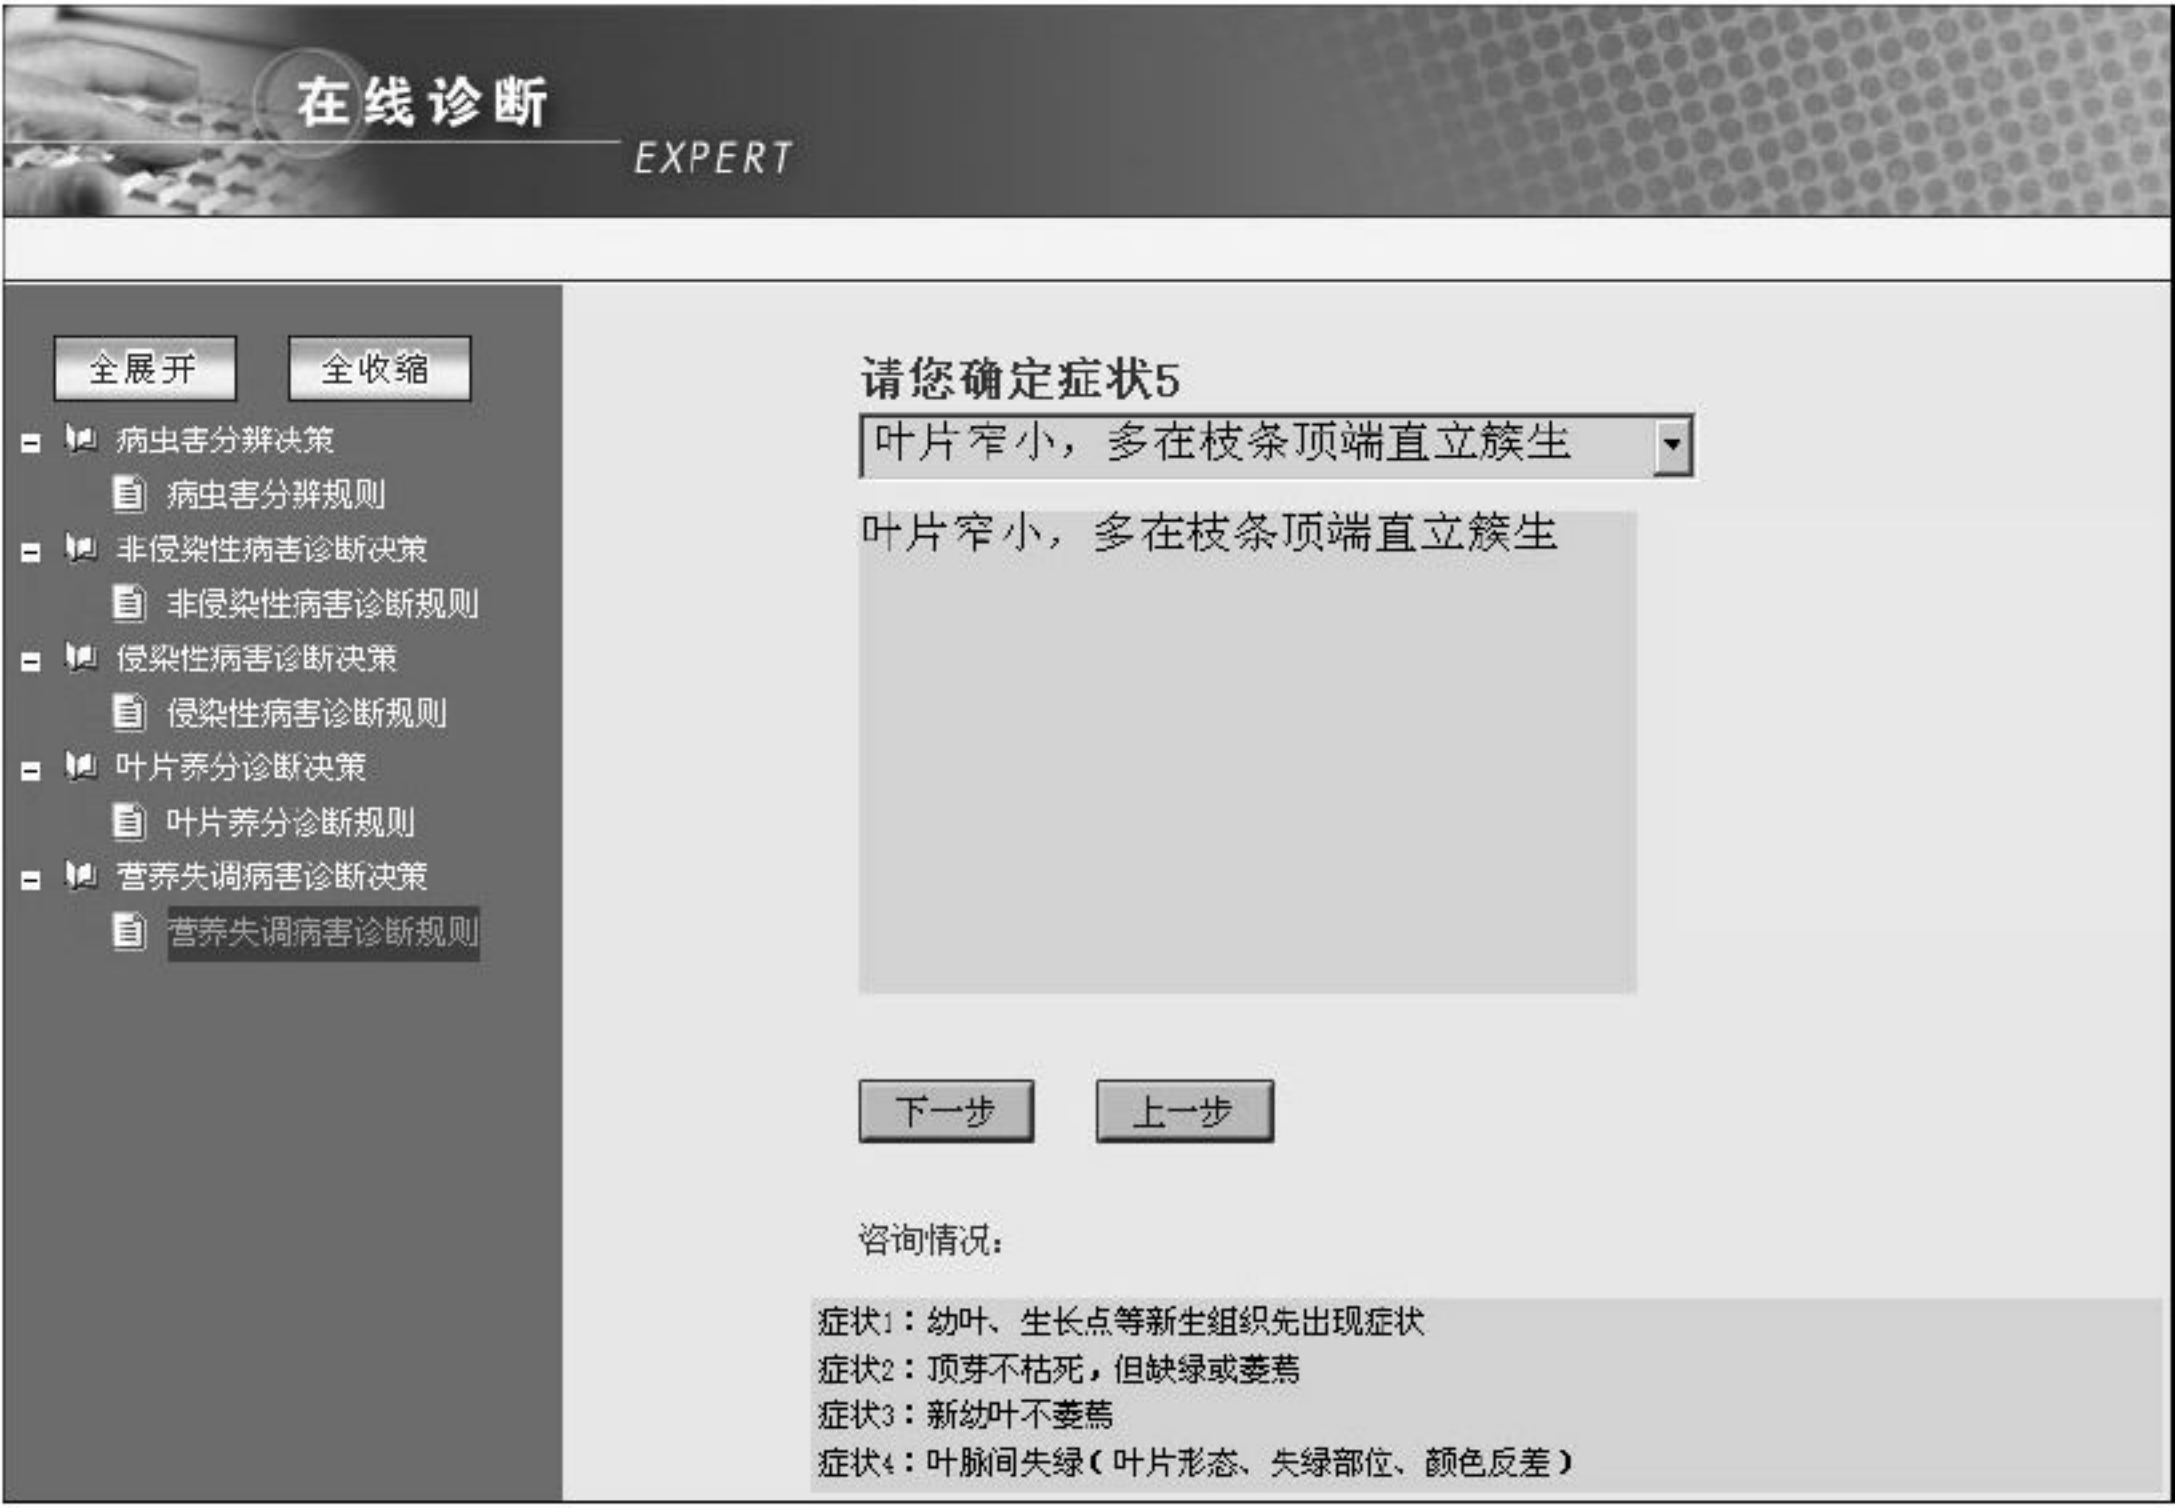 在线诊断
EXPERT
全展开 全收缩
病虫害分辨决策
病虫害分辨规则
非侵染性病害诊断决策
非侵染性病害诊断规则
侵染性病害诊断决策
侵染性病害诊断规则
叶片养分诊断决策
叶片养分诊断规则
营养失调病害诊断决策
营养失调病害诊断规则
请您确定症状5
叶片窄小，多在枝条顶端直立簇生
叶片窄小，多在枝条顶端直立簇生
下一步 上一步
咨询情况：
症状1：幼叶、生长点等新生组织先出现症状
症状2：顶芽不枯死，但缺绿或萎蔫
症状3：新幼叶不萎蔫
症状4：叶脉间失绿（叶片形态、失绿部位、颜色反差）